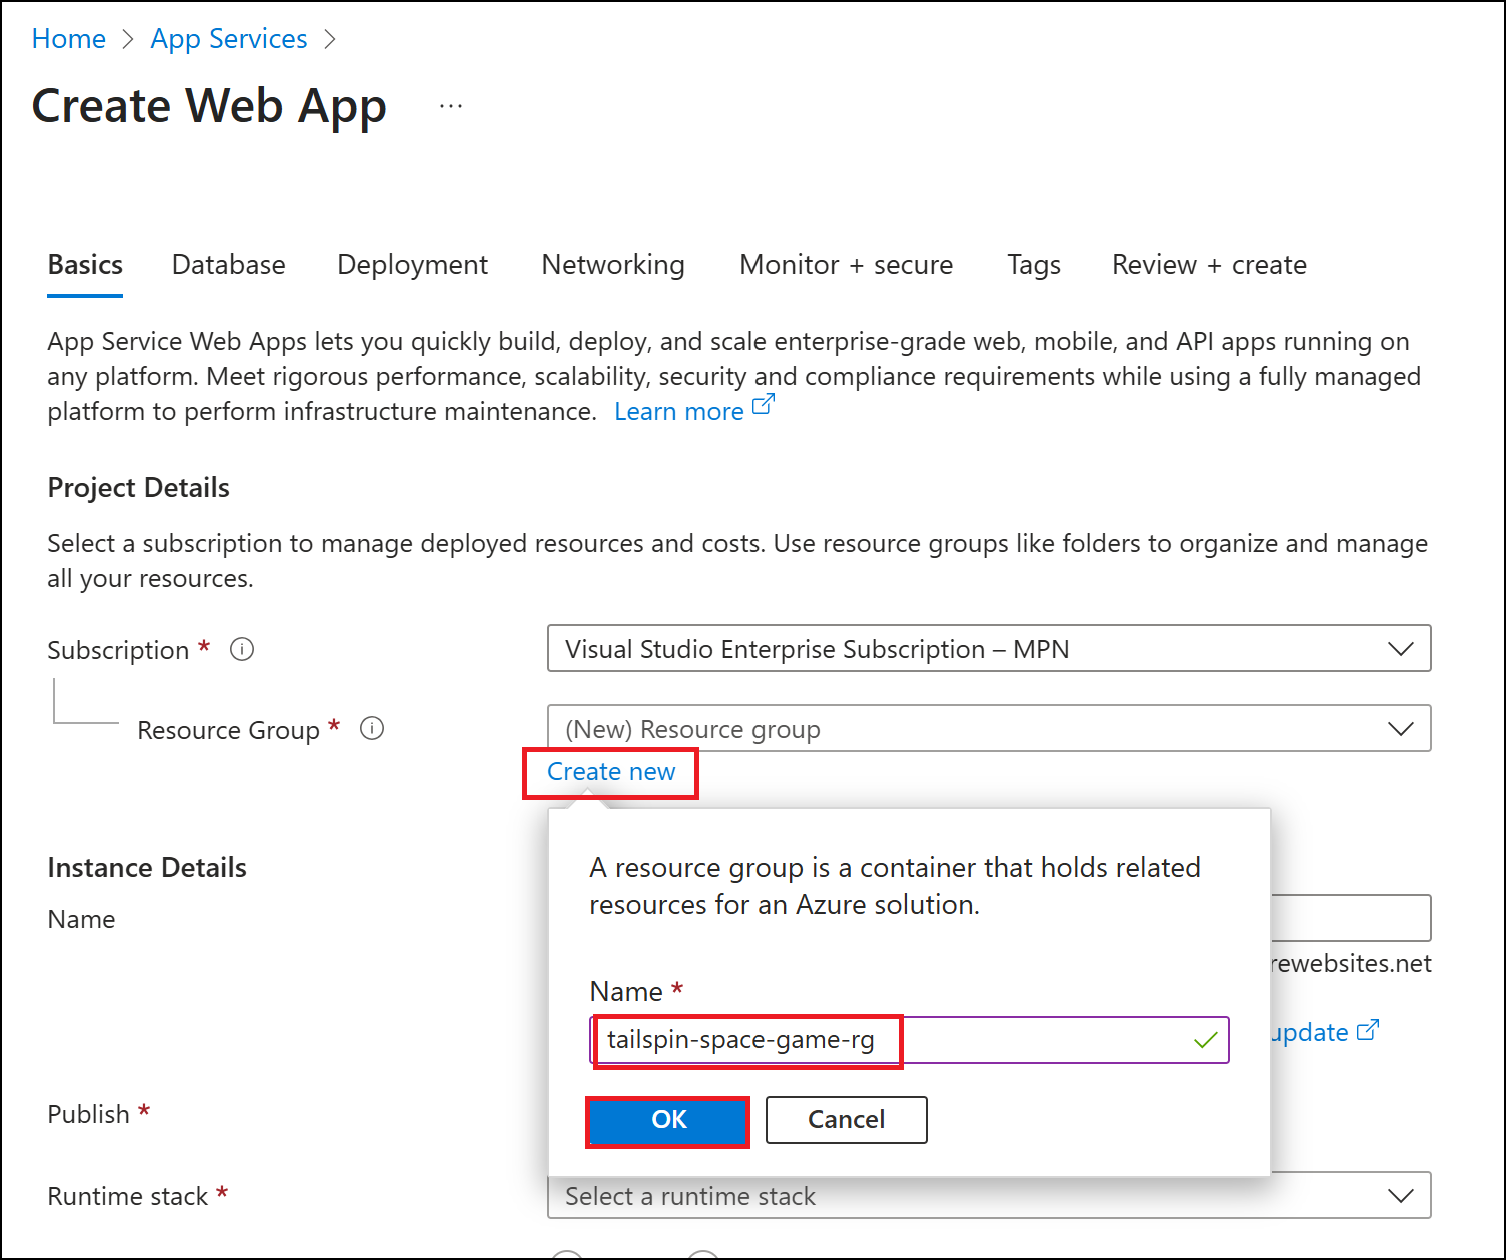 Home > App Services >
Create Web App ...
Basics Database Deployment Networking Monitor + secure Tags Review + create
App Service Web Apps lets you quickly build, deploy, and scale enterprise-grade web, mobile, and API apps running on
any platform. Meet rigorous performance, scalability, security and compliance requirements while using a fully managed
platform to perform infrastructure maintenance. Learn more
Project Details
Select a subscription to manage deployed resources and costs. Use resource groups like folders to organize and manage
all your resources.
Subscription * Visual Studio Enterprise Subscription – MPN
Resource Group * (New) Resource group
Create new
A resource group is a container that holds related
resources for an Azure solution.
Name *
tailspin-space-game-rg
OK Cancel
Instance Details
Name
rewebsites.net
update
Publish *
Runtime stack * Select a runtime stack